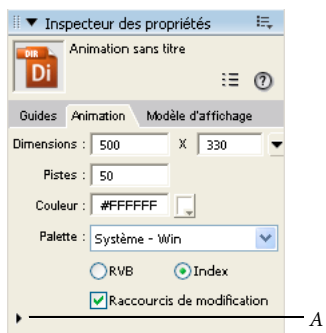 Inspecteur des propriétés
DIR
Di
Animation sans titre
Guides Animation Modèle d'affichage
Dimensions : 500 X 330
Pistes : 50
Couleur : #FFFFFF
Palette : Système - Win
RVB Index
Raccourcis de modification
A